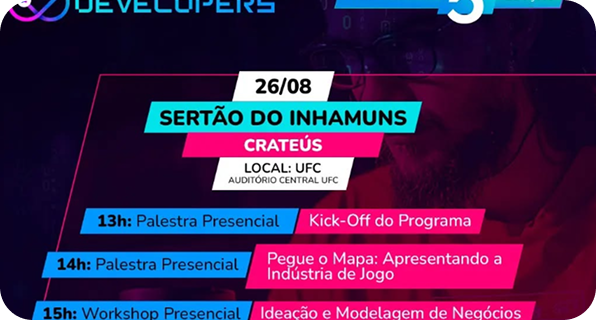 DEVELOPERS
5
26/08
SERTÃO DO INHAMUNS
CRATEÚS
LOCAL: UFC
AUDITÓRIO CENTRAL UFC
13h: Palestra Presencial Kick-Off do Programa
14h: Palestra Presencial Pegue o Mapa: Apresentando a
Indústria de Jogo
15h: Workshop Presencial Ideação e Modelagem de Negócios